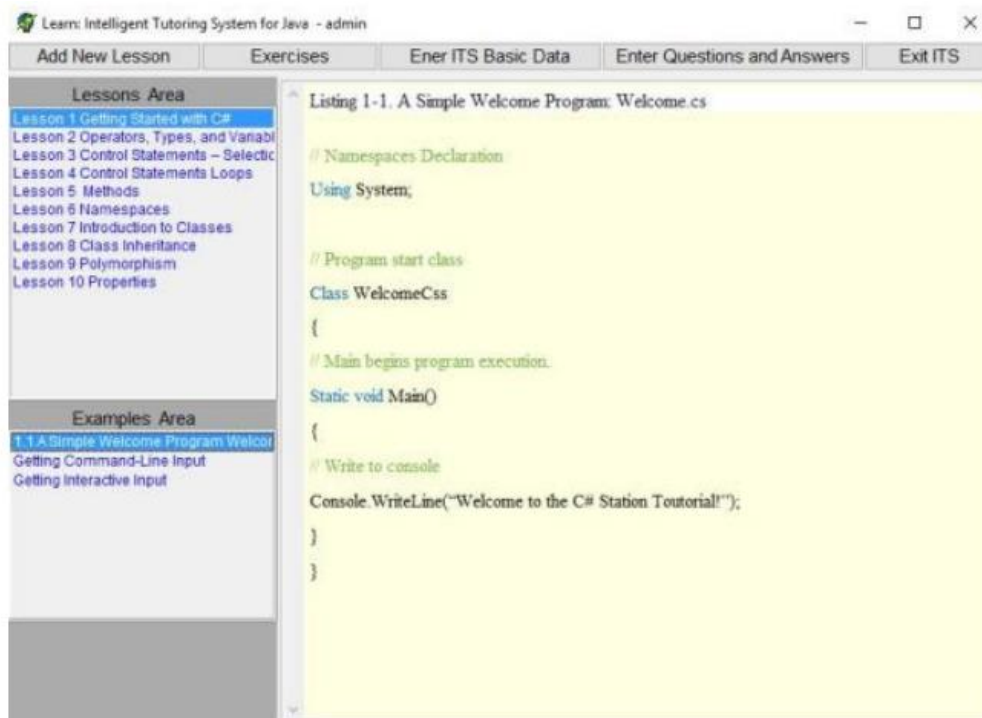 Learn: Intelligent Tutoring System for Java - admin
Add New Lesson
Exercises
Ener ITS Basic Data
Enter Questions and Answers
Exit ITS
Lessons Area
Lesson 1 Getting Started with C#
Lesson 2 Operators, Types, and Variabl
Lesson 3 Control Statements – Selectic
Lesson 4 Control Statements Loops
Lesson 5 Methods
Lesson 6 Namespaces
Lesson 7 Introduction to Classes
Lesson 8 Class Inheritance
Lesson 9 Polymorphism
Lesson 10 Properties
Examples Area
1.1 A Simple Welcome Program Welcor
Getting Command-Line Input
Getting Interactive Input
Listing 1-1. A Simple Welcome Program: Welcome.cs
// Namespaces Declaration
Using System;
// Program start class
Class WelcomeCss
{
// Main begins program execution.
Static void Main()
{
// Write to console
Console.WriteLine(“Welcome to the C# Station Toutorial!”);
}
}